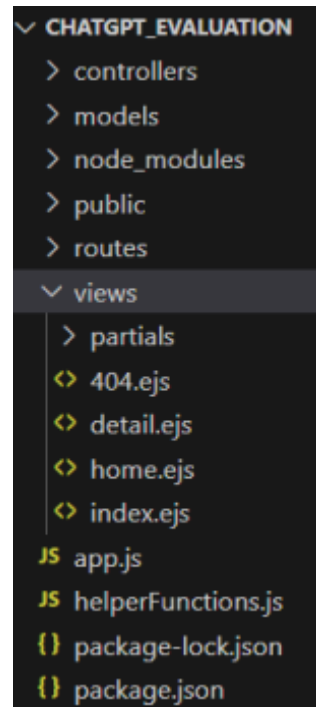 CHATGPT_EVALUATION
controllers
models
node_modules
public
routes
views
partials
<> 404.ejs
<> detail.ejs
<> home.ejs
<> index.ejs
JS app.js
JS helperFunctions.js
{} package-lock.json
{} package.json